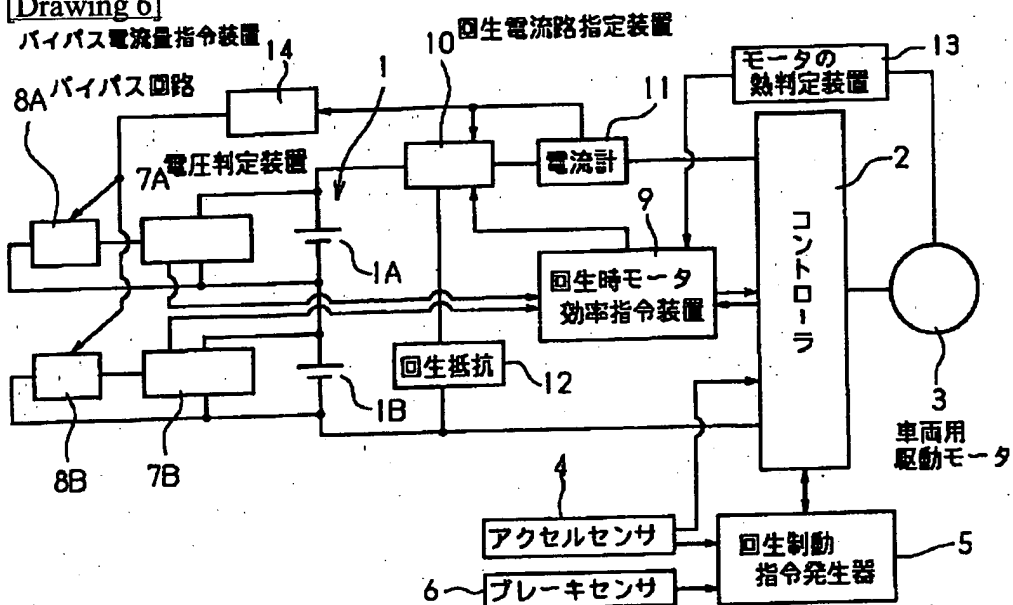 [Drawing 6]
バイパス電流量指令装置
14
10 回生電流路指定装置
13
モータの
熱判定装置
8A バイパス回路
1
11
電流計
7A 電圧判定装置
2
コントローラ
9
1A
回生時モータ
効率指令装置
回生抵抗
12
1B
3
車両用
駆動モータ
8B
7B
4
アクセルセンサ
回生制動
指令発生器
5
6
ブレーキセンサ